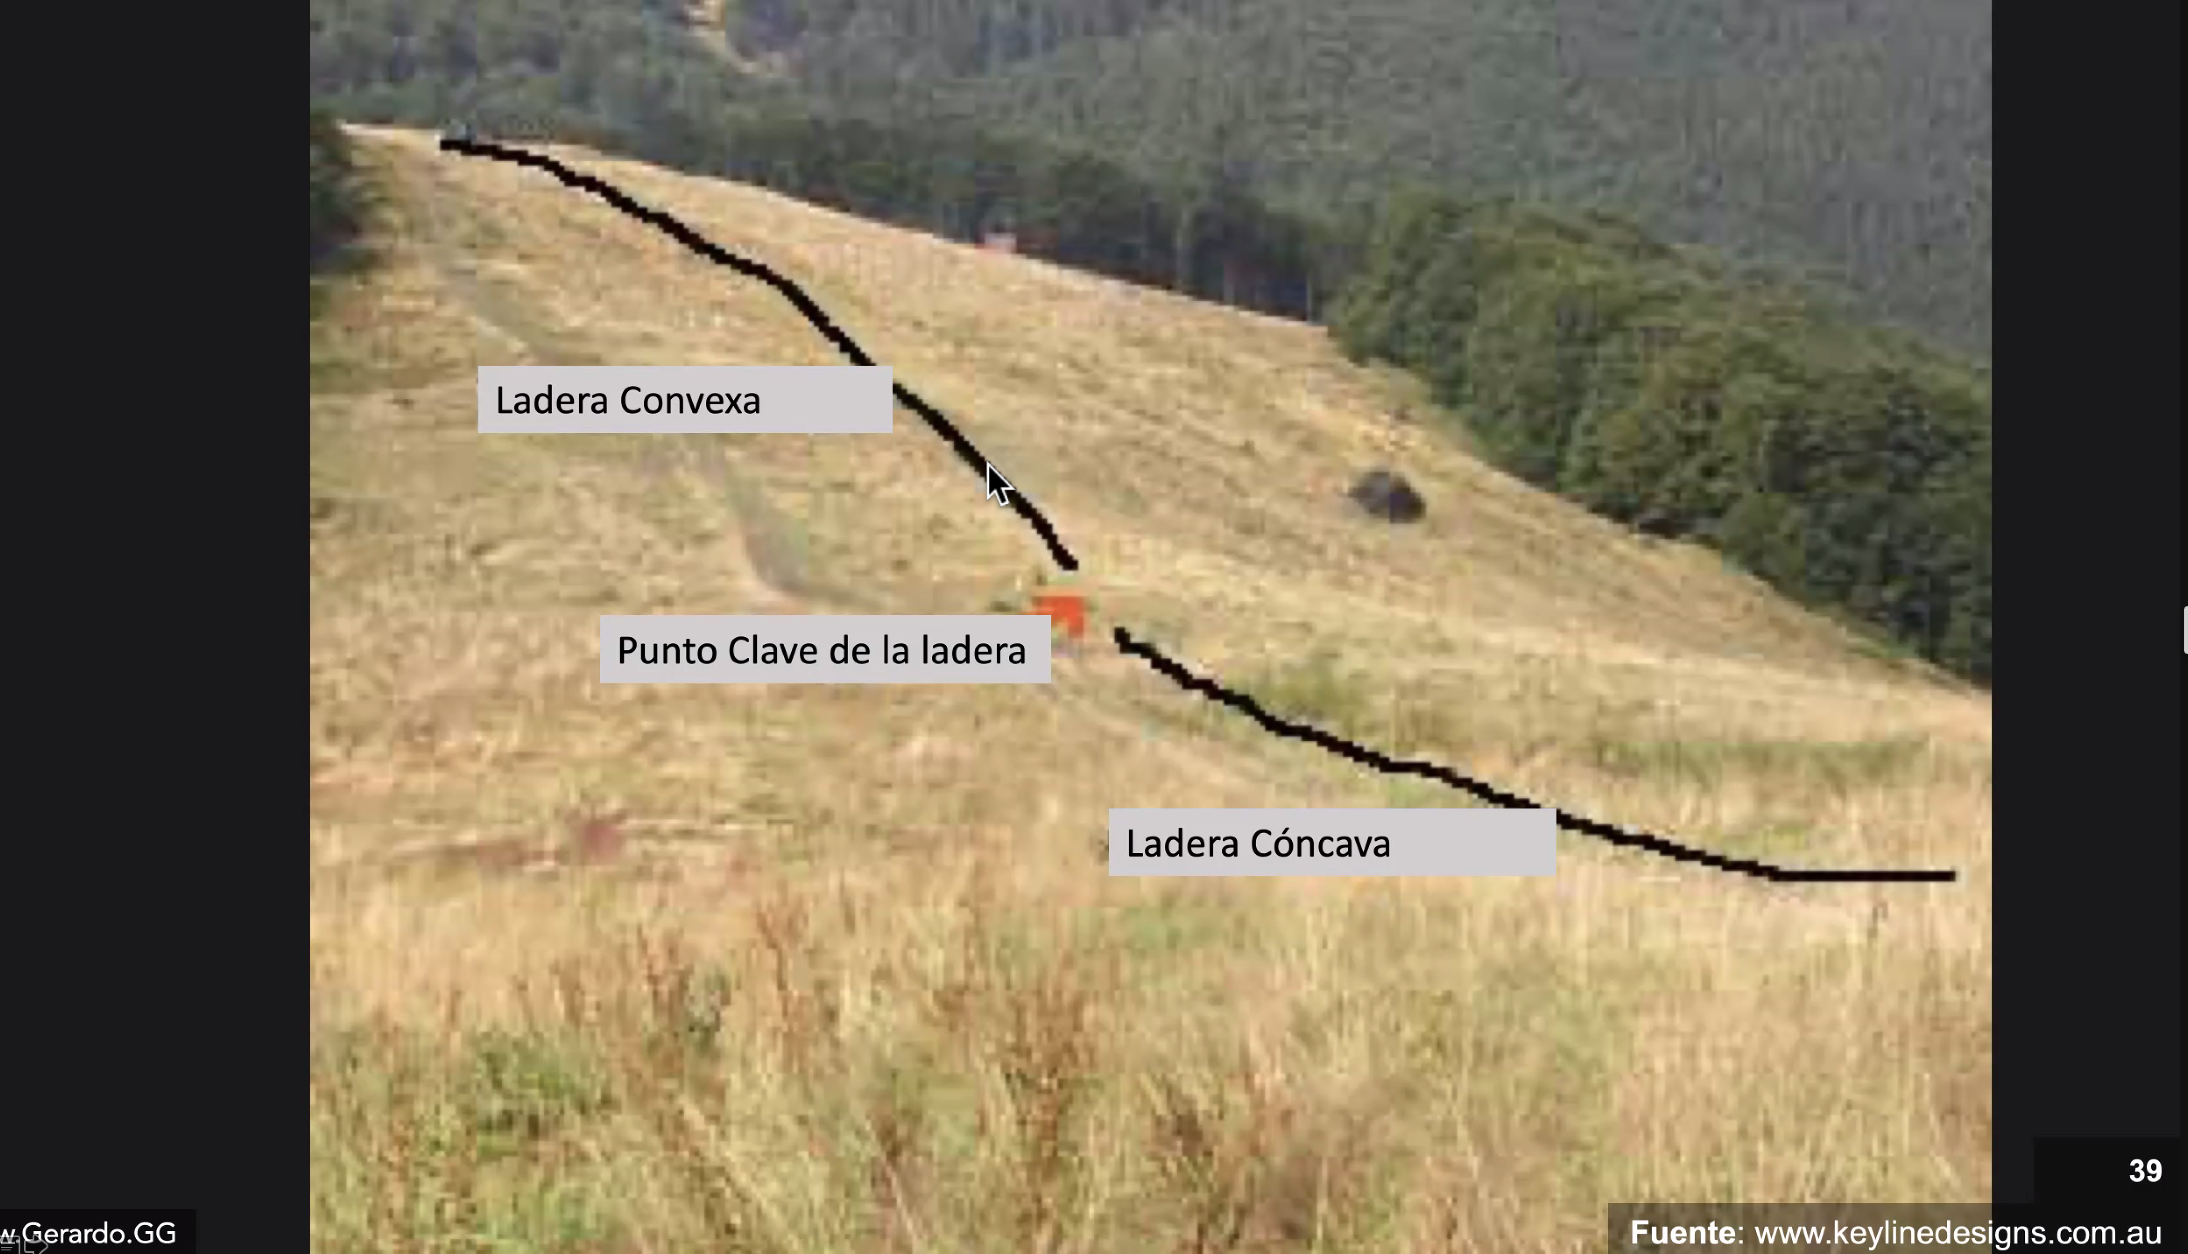 Ladera Convexa
Punto Clave de la ladera
Ladera Cóncava
39
w.Gerardo.GG
Fuente: www.keylinedesigns.com.au